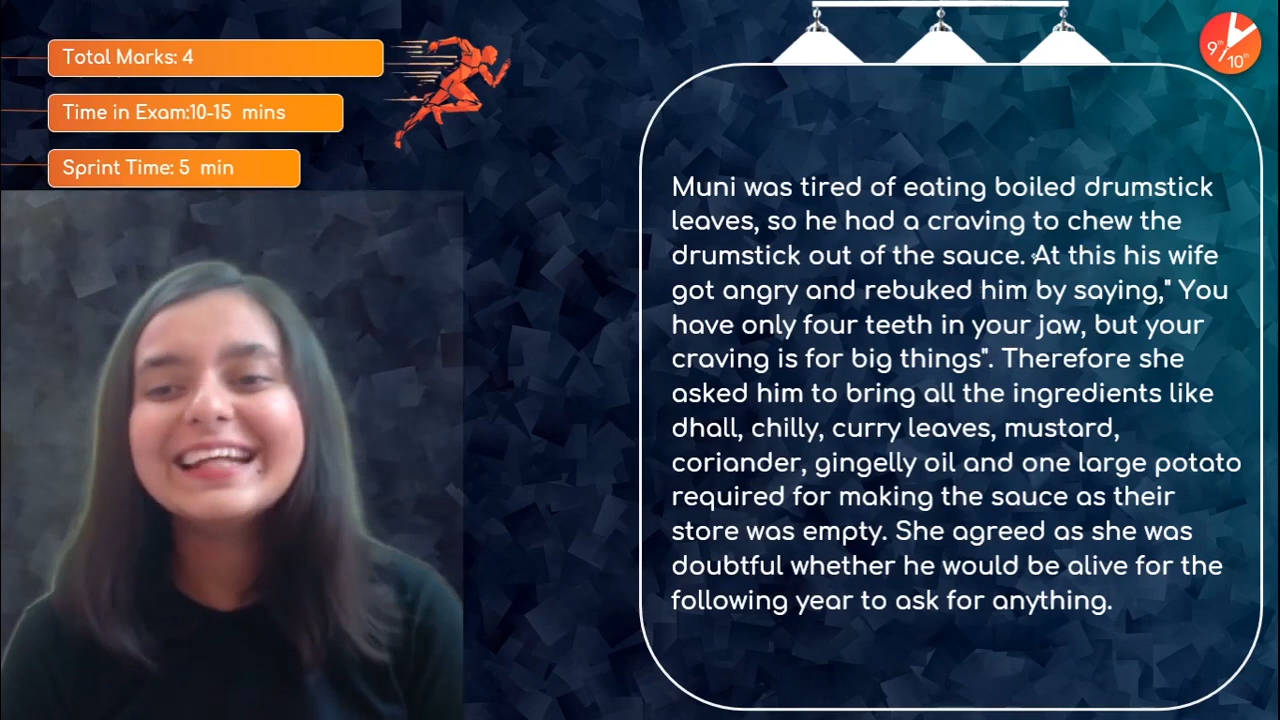 Total Marks: 4
Time in Exam:10-15 mins
Sprint Time: 5 min
9th
10th
Muni was tired of eating boiled drumstick
leaves, so he had a craving to chew the
drumstick out of the sauce. At this his wife
got angry and rebuked him by saying," You
have only four teeth in your jaw, but your
craving is for big things". Therefore she
asked him to bring all the ingredients like
dhall, chilly, curry leaves, mustard,
coriander, gingelly oil and one large potato
required for making the sauce as their
store was empty. She agreed as she was
doubtful whether he would be alive for the
following year to ask for anything.